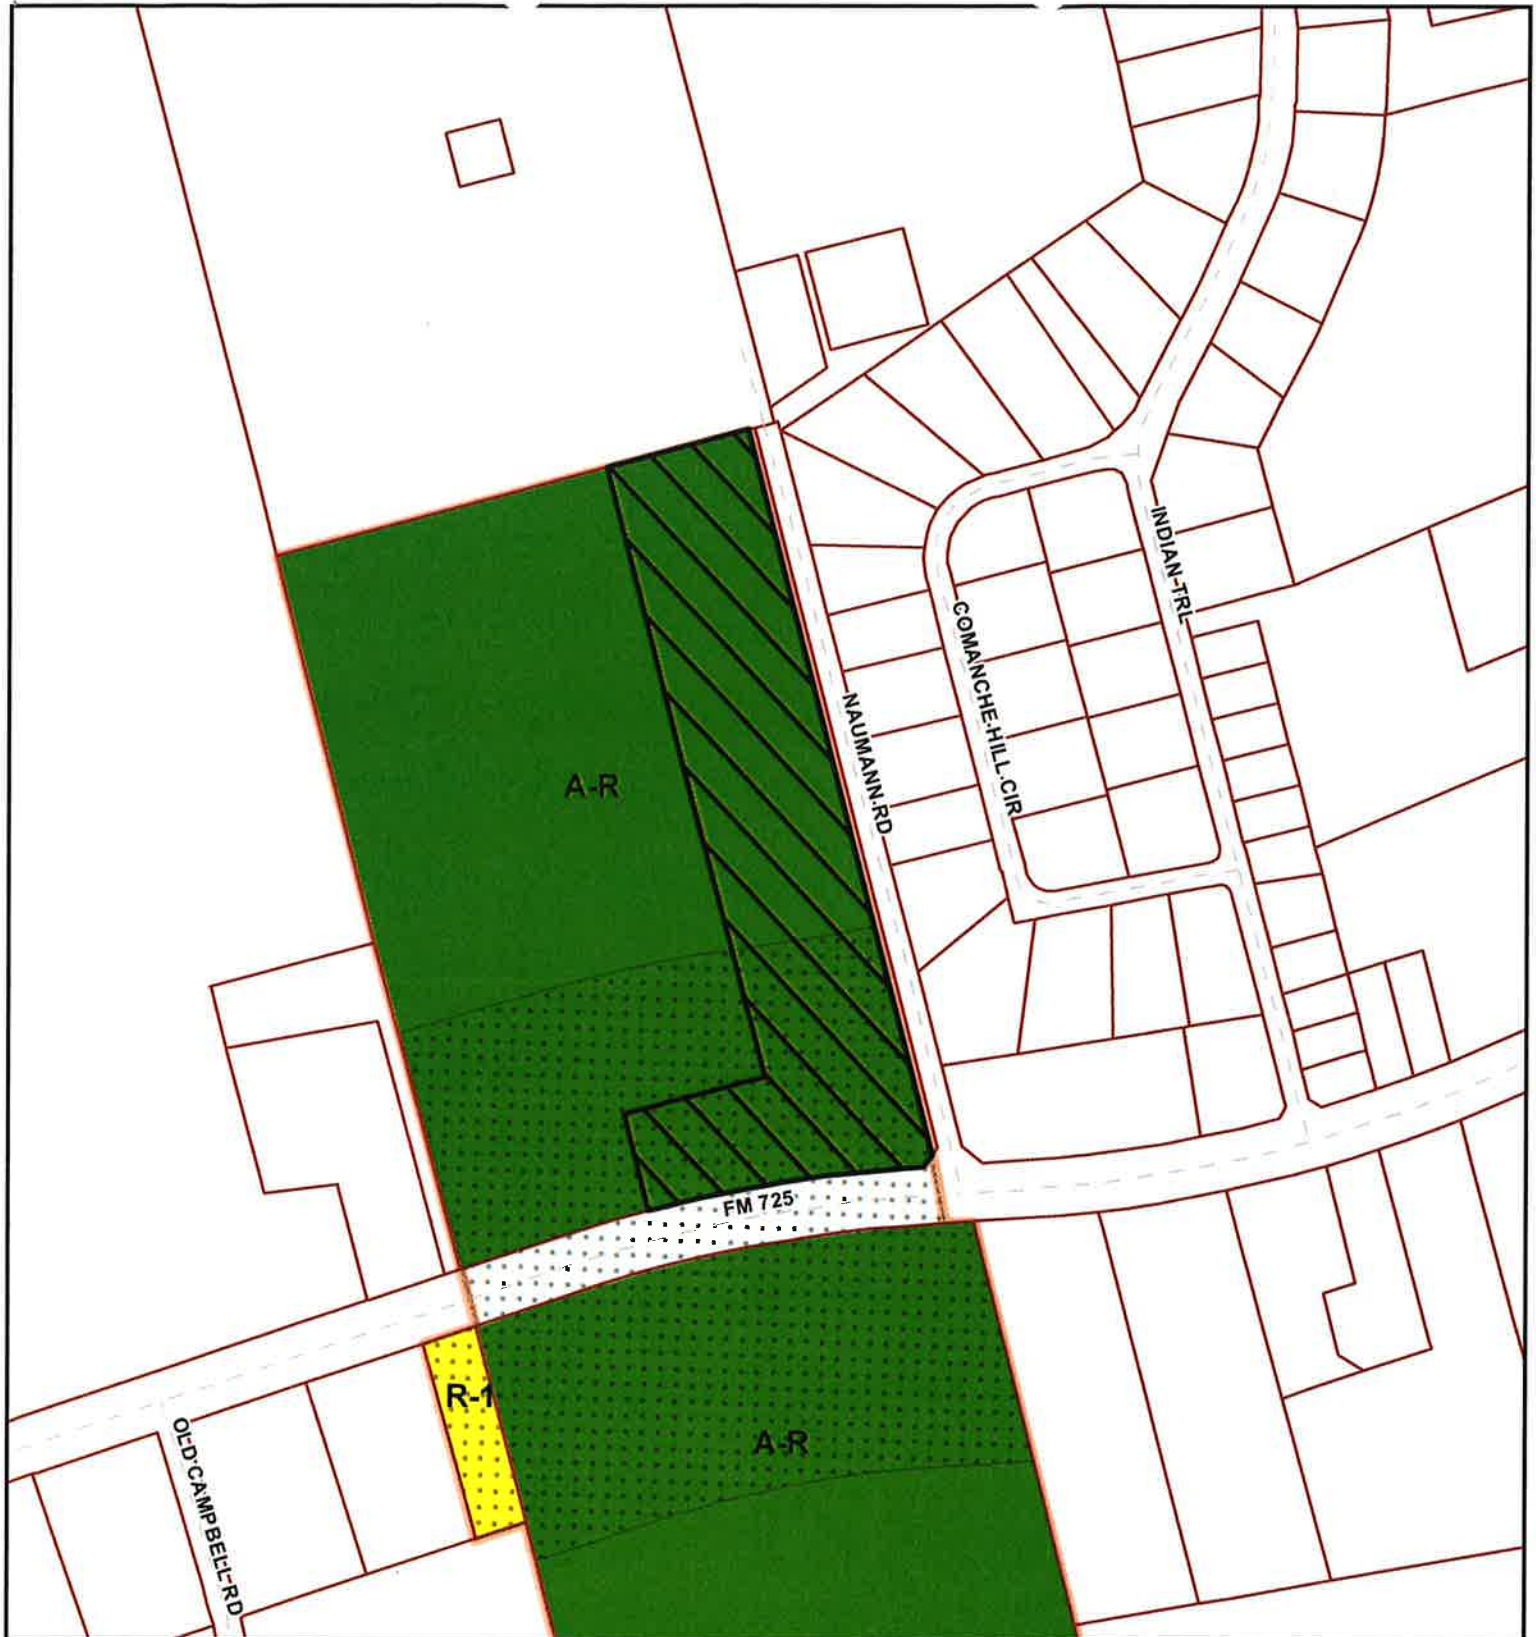 INDIAN TRL
COMANCHE HILL CIR
NAUMANN RD
A-R
FM 725
R-1
A-R
OLD CAMPBELL RD